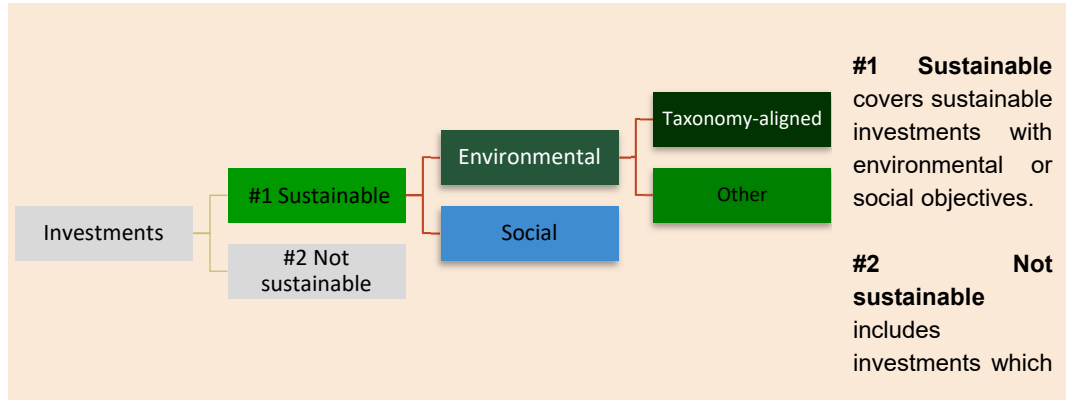 Investments
#1 Sustainable
#2 Not
sustainable
Environmental
Social
Taxonomy-aligned
Other
#1 Sustainable
covers sustainable
investments with
environmental or
social objectives.
#2 Not
sustainable
includes
investments which